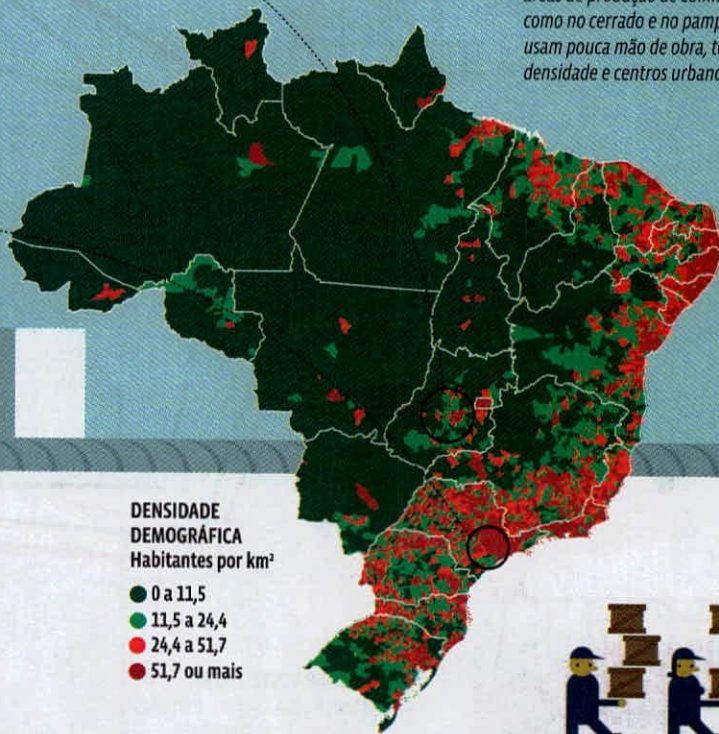 como no cerrado e no pamp
usam pouca mão de obra, t
densidade e centros urban
DENSIDADE
DEMOGRÁFICA
Habitantes por km²
0 a 11,5
11,5 a 24,4
24,4 a 51,7
51,7 ou mais